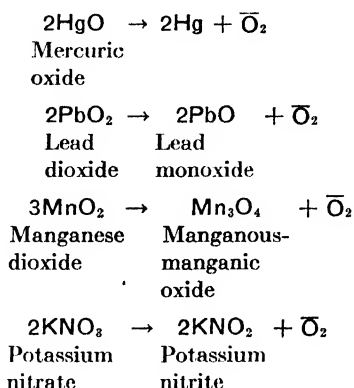 2HgO → 2Hg + O̅₂
Mercuric
oxide
2PbO₂ → 2PbO + O̅₂
Lead Lead
dioxide monoxide
3MnO₂ → Mn₃O₄ + O̅₂
Manganese Manganous-
dioxide manganic
oxide
2KNO₃ → 2KNO₂ + O̅₂
Potassium Potassium
nitrate nitrite